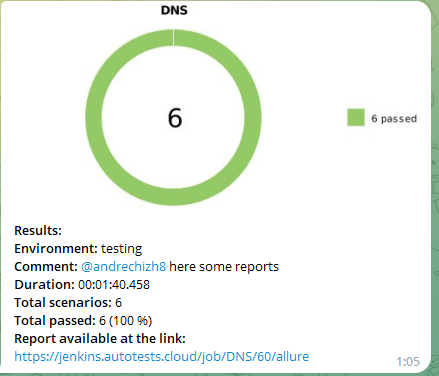 DNS
6
6 passed
Results:
Environment: testing
Comment: @andrechizh8 here some reports
Duration: 00:01:40.458
Total scenarios: 6
Total passed: 6 (100 %)
Report available at the link:
https://jenkins.autotests.cloud/job/DNS/60/allure
1:05